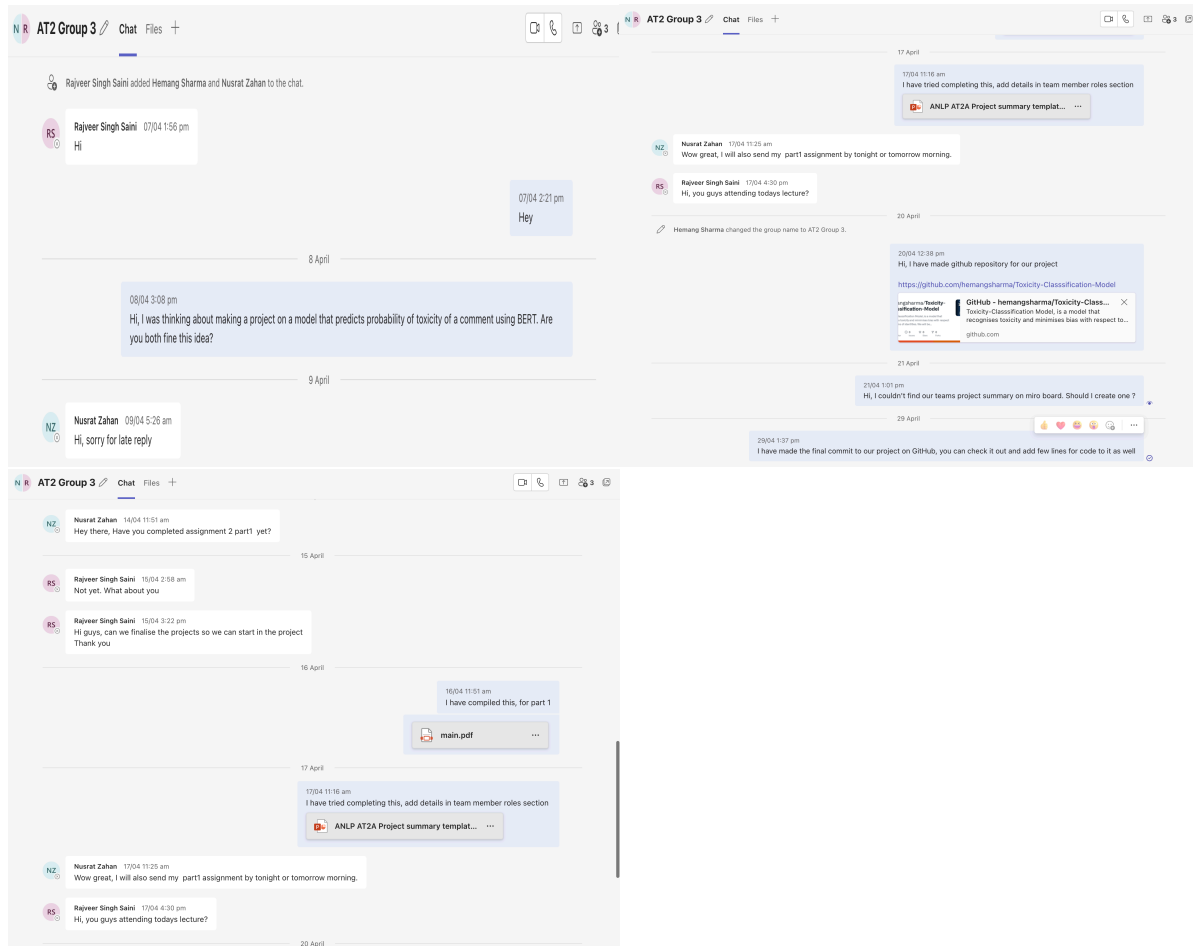 N R AT2 Group 3 Chat Files 3
Rajveer Singh Saini added Hemang Sharma and Nusrat Zahan to the chat.
RS
Rajveer Singh Saini 07/04 1:56 pm
Hi
07/04 2:21 pm
Hey
8 April
08/04 3:08 pm
Hi, I was thinking about making a project on a model that predicts probability of toxicity of a comment using BERT. Are
you both fine this idea?
9 April
NZ
Nusrat Zahan 09/04 5:26 am
Hi, sorry for late reply
N R AT2 Group 3 Chat Files 3
17 April
17/04 11:16 am
I have tried completing this, add details in team member roles section
ANLP AT2A Project summary templat...
NZ
Nusrat Zahan 17/04 11:25 am
Wow great, I will also send my part1 assignment by tonight or tomorrow morning.
RS
Rajveer Singh Saini 17/04 4:30 pm
Hi, you guys attending todays lecture?
20 April
Hemang Sharma changed the group name to AT2 Group 3.
20/04 12:38 pm
Hi, I have made github repository for our project
https://github.com/hemangsharma/Toxicity-Classsification-Model
GitHub - hemangsharma/Toxicity-Class...
Toxicity-Classsification Model, is a model that
recognises toxicity and minimises bias with respect to...
github.com
21 April
21/04 1:01 pm
Hi, I couldn't find our teams project summary on miro board. Should I create one ?
29 April
29/04 1:37 pm
I have made the final commit to our project on GitHub, you can check it out and add few lines for code to it as well
N R AT2 Group 3 Chat Files 3
NZ
Nusrat Zahan 14/04 11:51 am
Hey there, Have you completed assignment 2 part1 yet?
15 April
RS
Rajveer Singh Saini 15/04 2:58 am
Not yet. What about you
RS
Rajveer Singh Saini 15/04 3:22 pm
Hi guys, can we finalise the projects so we can start in the project
Thank you
16 April
16/04 11:51 am
I have compiled this, for part 1
main.pdf
17 April
17/04 11:16 am
I have tried completing this, add details in team member roles section
ANLP AT2A Project summary templat...
NZ
Nusrat Zahan 17/04 11:25 am
Wow great, I will also send my part1 assignment by tonight or tomorrow morning.
RS
Rajveer Singh Saini 17/04 4:30 pm
Hi, you guys attending todays lecture?
20 April